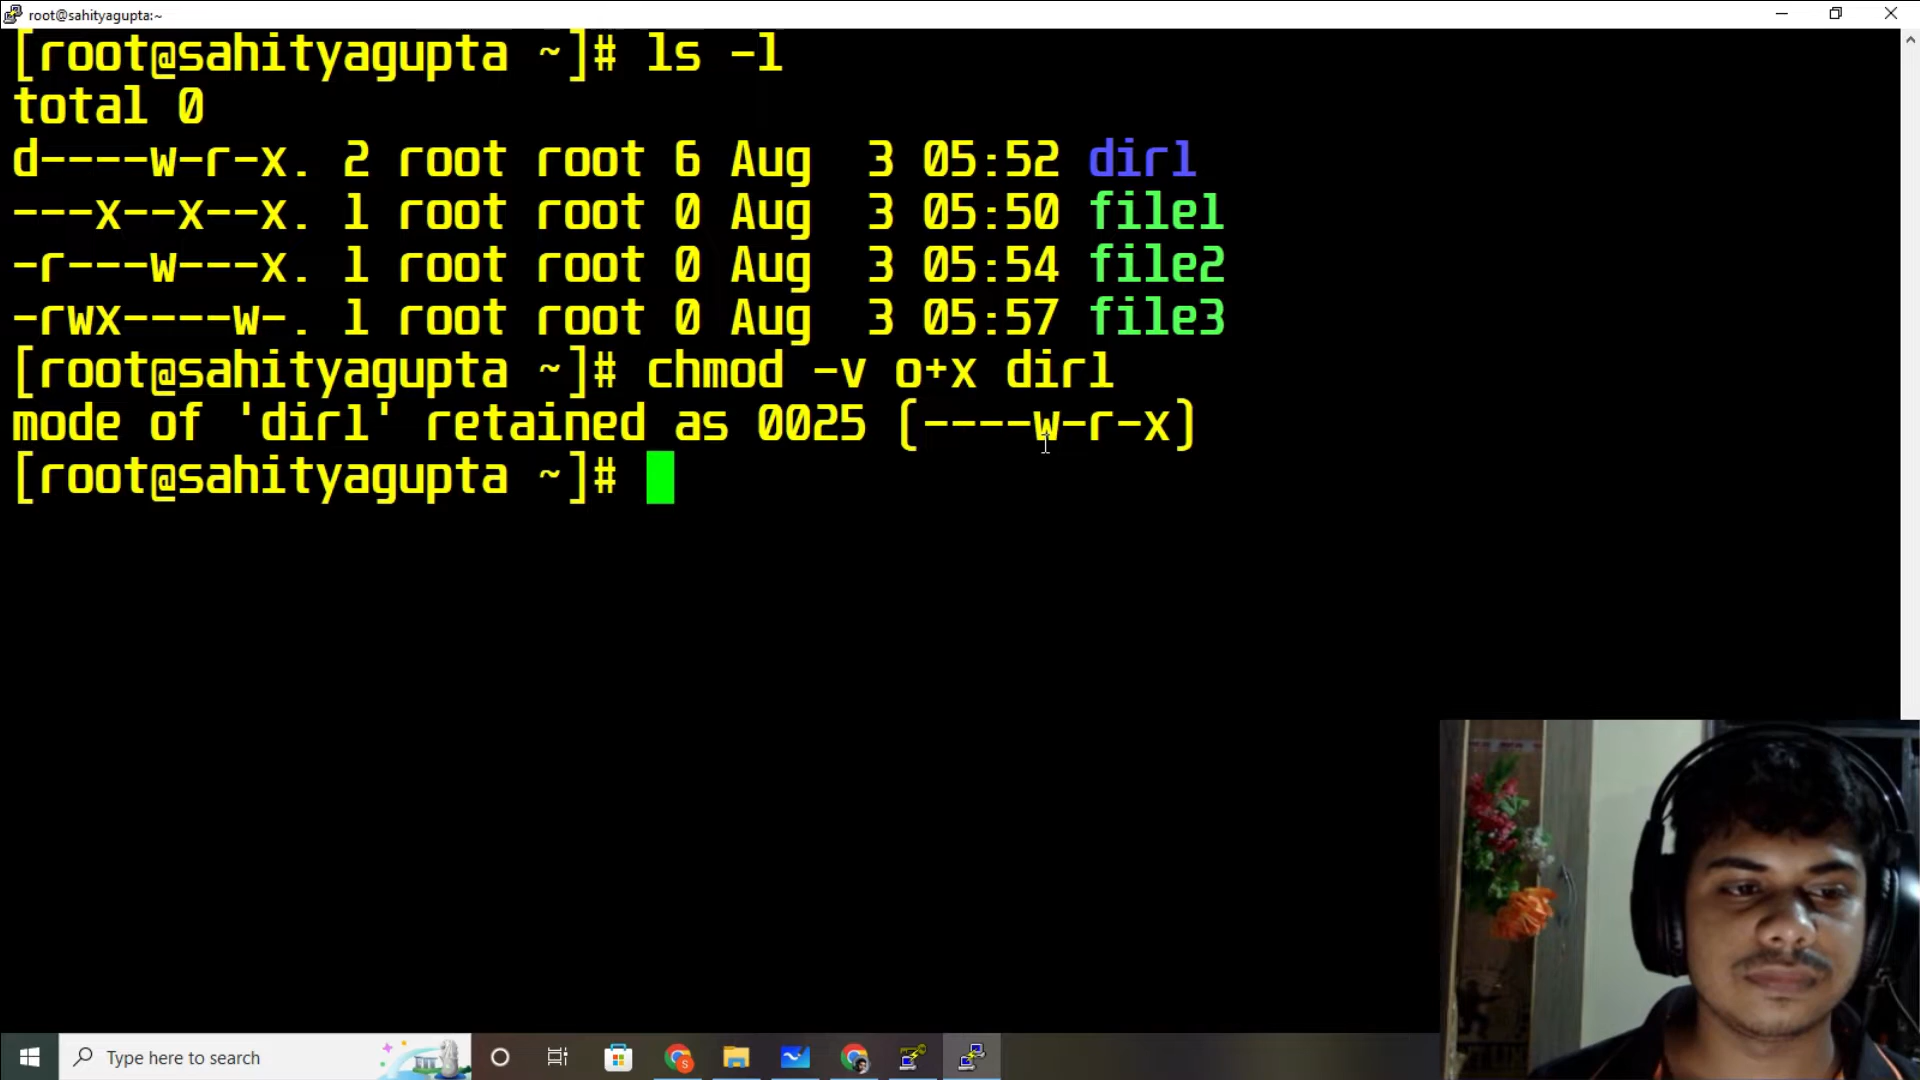 root@sahityagupta:~
[root@sahityagupta ~]# ls -l
total 0
d----w-r-x. 2 root root 6 Aug  3 05:52 dir1
---x--x--x. 1 root root 0 Aug  3 05:50 file1
-r---w---x. 1 root root 0 Aug  3 05:54 file2
-rwx----w-. 1 root root 0 Aug  3 05:57 file3
[root@sahityagupta ~]# chmod -v o+x dir1
mode of 'dir1' retained as 0025 (----w-r-x)
[root@sahityagupta ~]#
Type here to search